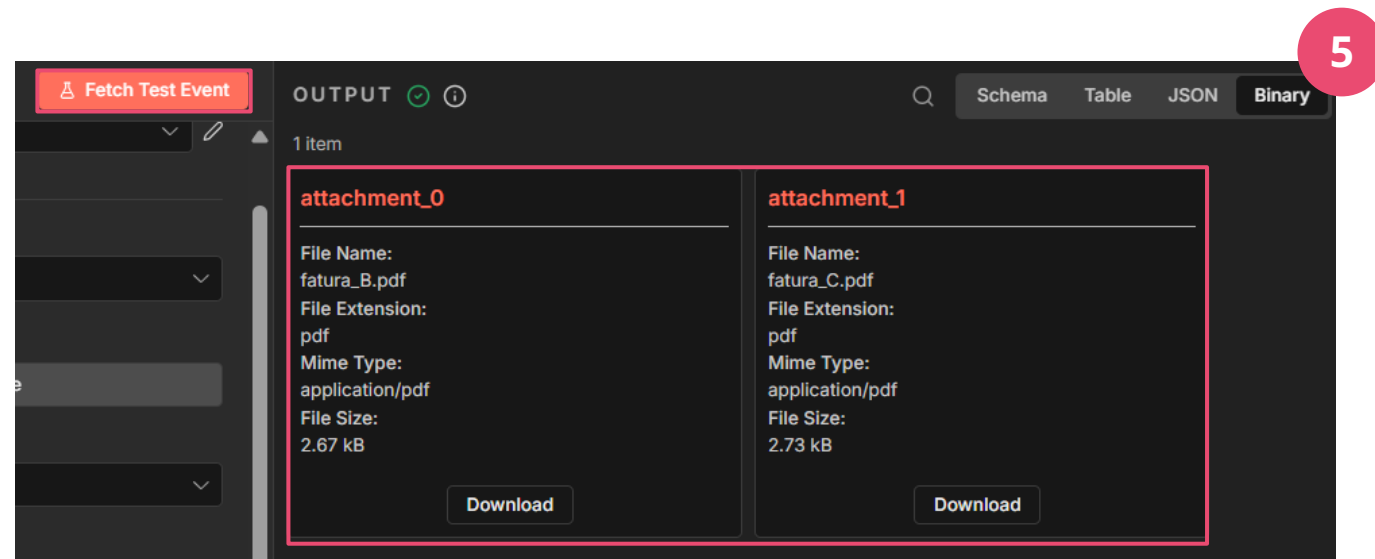 5
Fetch Test Event
OUTPUT
Schema Table JSON Binary
1 item
attachment_0
File Name:
fatura_B.pdf
File Extension:
pdf
Mime Type:
application/pdf
File Size:
2.67 kB
Download
attachment_1
File Name:
fatura_C.pdf
File Extension:
pdf
Mime Type:
application/pdf
File Size:
2.73 kB
Download
e